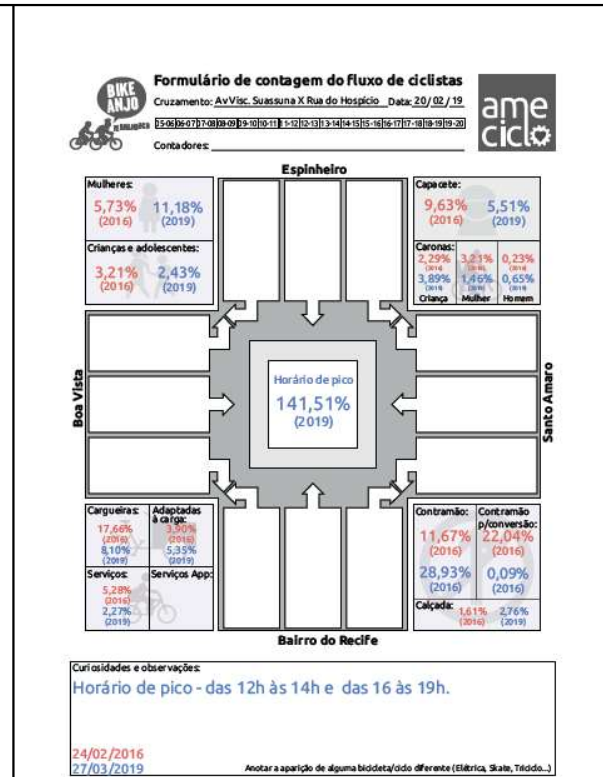 BIKE
ANJO
Formulário de contagem do fluxo de ciclistas
Cruzamento: Av Visc. Suassuna X Rua do Hospício Data: 20/02/19
05-06 06-07 07-08 08-09 09-10 10-11 11-12 12-13 13-14 14-15 15-16 16-17 17-18 18-19 19-20
Contadores:
ame
ciclo
Espinheiro
Mulheres:
5,73% 11,18%
(2016) (2019)
Crianças e adolescentes:
3,21% 2,43%
(2016) (2019)
Capacete:
9,63% 5,51%
(2016) (2019)
Caronas:
2,29% 3,21% 0,23%
(2016) (2016) (2016)
3,89% 1,46% 0,65%
(2019) (2019) (2019)
Criança Mulher Homem
Boa Vista
Horário de pico
141,51%
(2019)
Santo Amaro
Cargueiras:
17,66%
(2016)
8,10%
(2019)
Adaptadas
à carga:
3,90%
(2016)
5,35%
(2019)
Serviços:
5,28%
(2016)
2,27%
(2019)
Serviços App:
Contramão:
11,67%
(2016)
28,93%
(2016)
Contramão
p/conversão:
22,04%
(2016)
0,09%
(2016)
Calçada:
1,61% 2,76%
(2016) (2019)
Bairro do Recife
Curiosidades e observações:
Horário de pico - das 12h às 14h e das 16 às 19h.
24/02/2016
27/03/2019
Anotar a aparição de alguma bicicleta/ciclo diferente (Elétrica, Skate, Triciclo...)